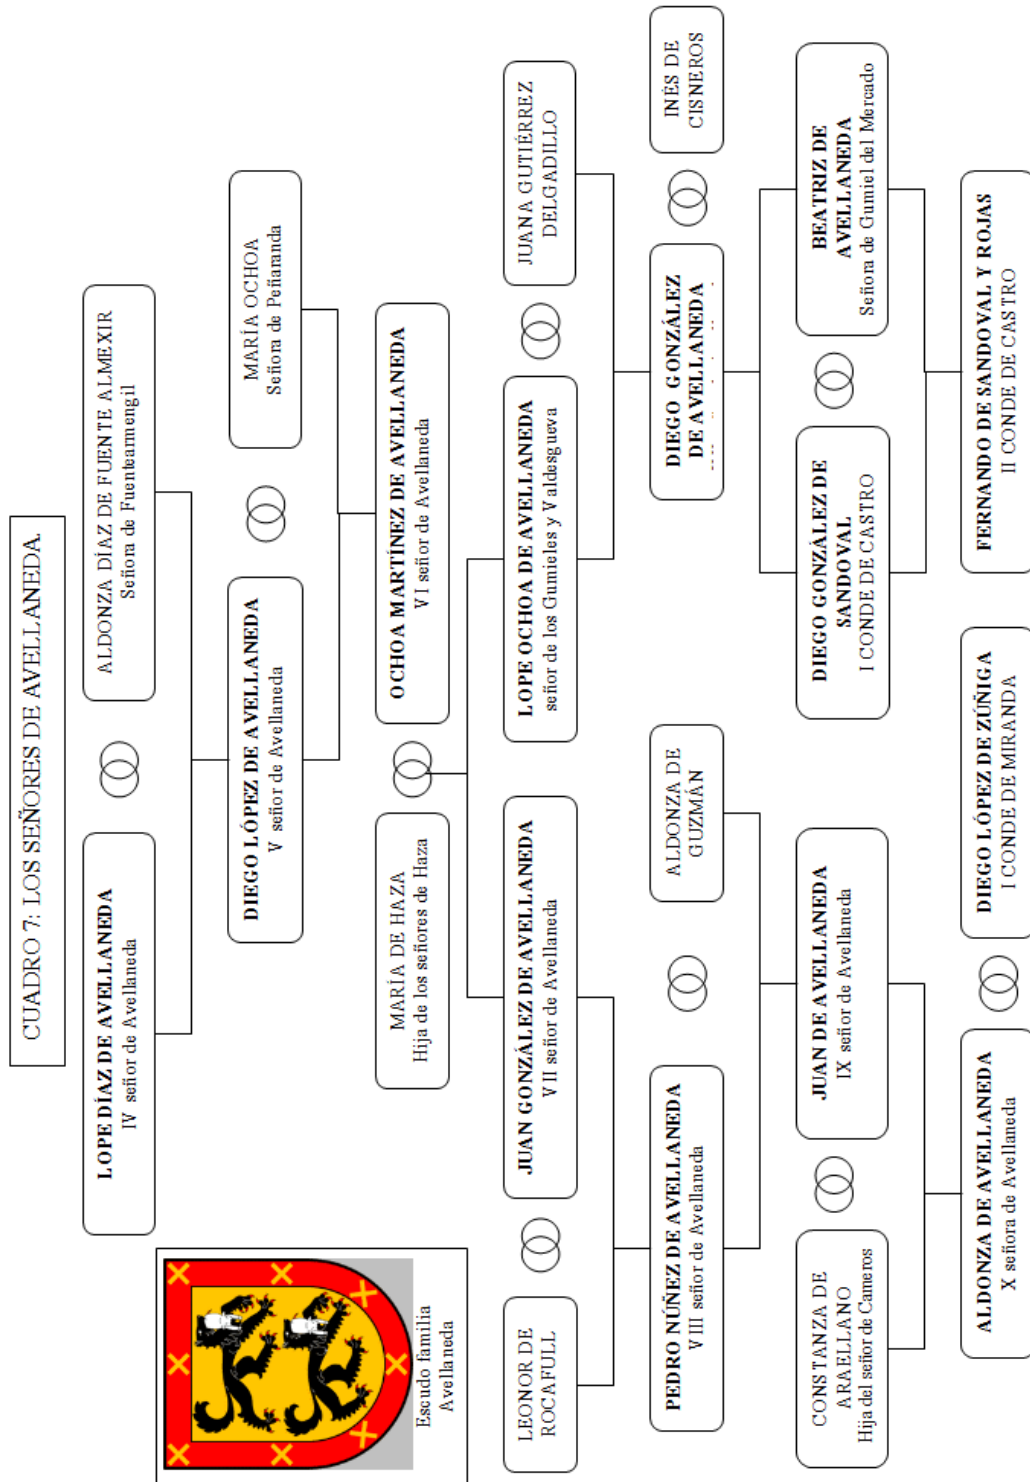 CUADRO 7: LOS SEÑORES DE AVELLANEDA.
LOPE DÍAZ DE AVELLANEDA
IV señor de Avellaneda
ALDONZA DÍAZ DE FUENTE ALMEXIR
Señora de Fuentearmengil
DIEGO LÓPEZ DE AVELLANEDA
V señor de Avellaneda
MARÍA OCHOA
Señora de Peñaranda
Escudo familia
Avellaneda
MARÍA DE HAZA
Hija de los señores de Haza
OCHOA MARTÍNEZ DE AVELLANEDA
VI señor de Avellaneda
LEONOR DE
ROCAFULL
JUAN GONZÁLEZ DE AVELLANEDA
VII señor de Avellaneda
LOPE OCHOA DE AVELLANEDA
señor de los Gumieles y Valdesgueva
JUANA GUTIÉRREZ
DELGADILLO
PEDRO NÚÑEZ DE AVELLANEDA
VIII señor de Avellaneda
ALDONZA DE
GUZMÁN
DIEGO GONZÁLEZ
DE AVELLANEDA
INÉS DE
CISNEROS
CONSTANZA DE
ARAELLANO
Hija del señor de Cameros
JUAN DE AVELLANEDA
IX señor de Avellaneda
DIEGO GONZÁLEZ DE
SANDOVAL
I CONDE DE CASTRO
BEATRIZ DE
AVELLANEDA
Señora de Gumiel del Mercado
ALDONZA DE AVELLANEDA
X señora de Avellaneda
DIEGO LÓPEZ DE ZÚÑIGA
I CONDE DE MIRANDA
FERNANDO DE SANDOVAL Y ROJAS
II CONDE DE CASTRO